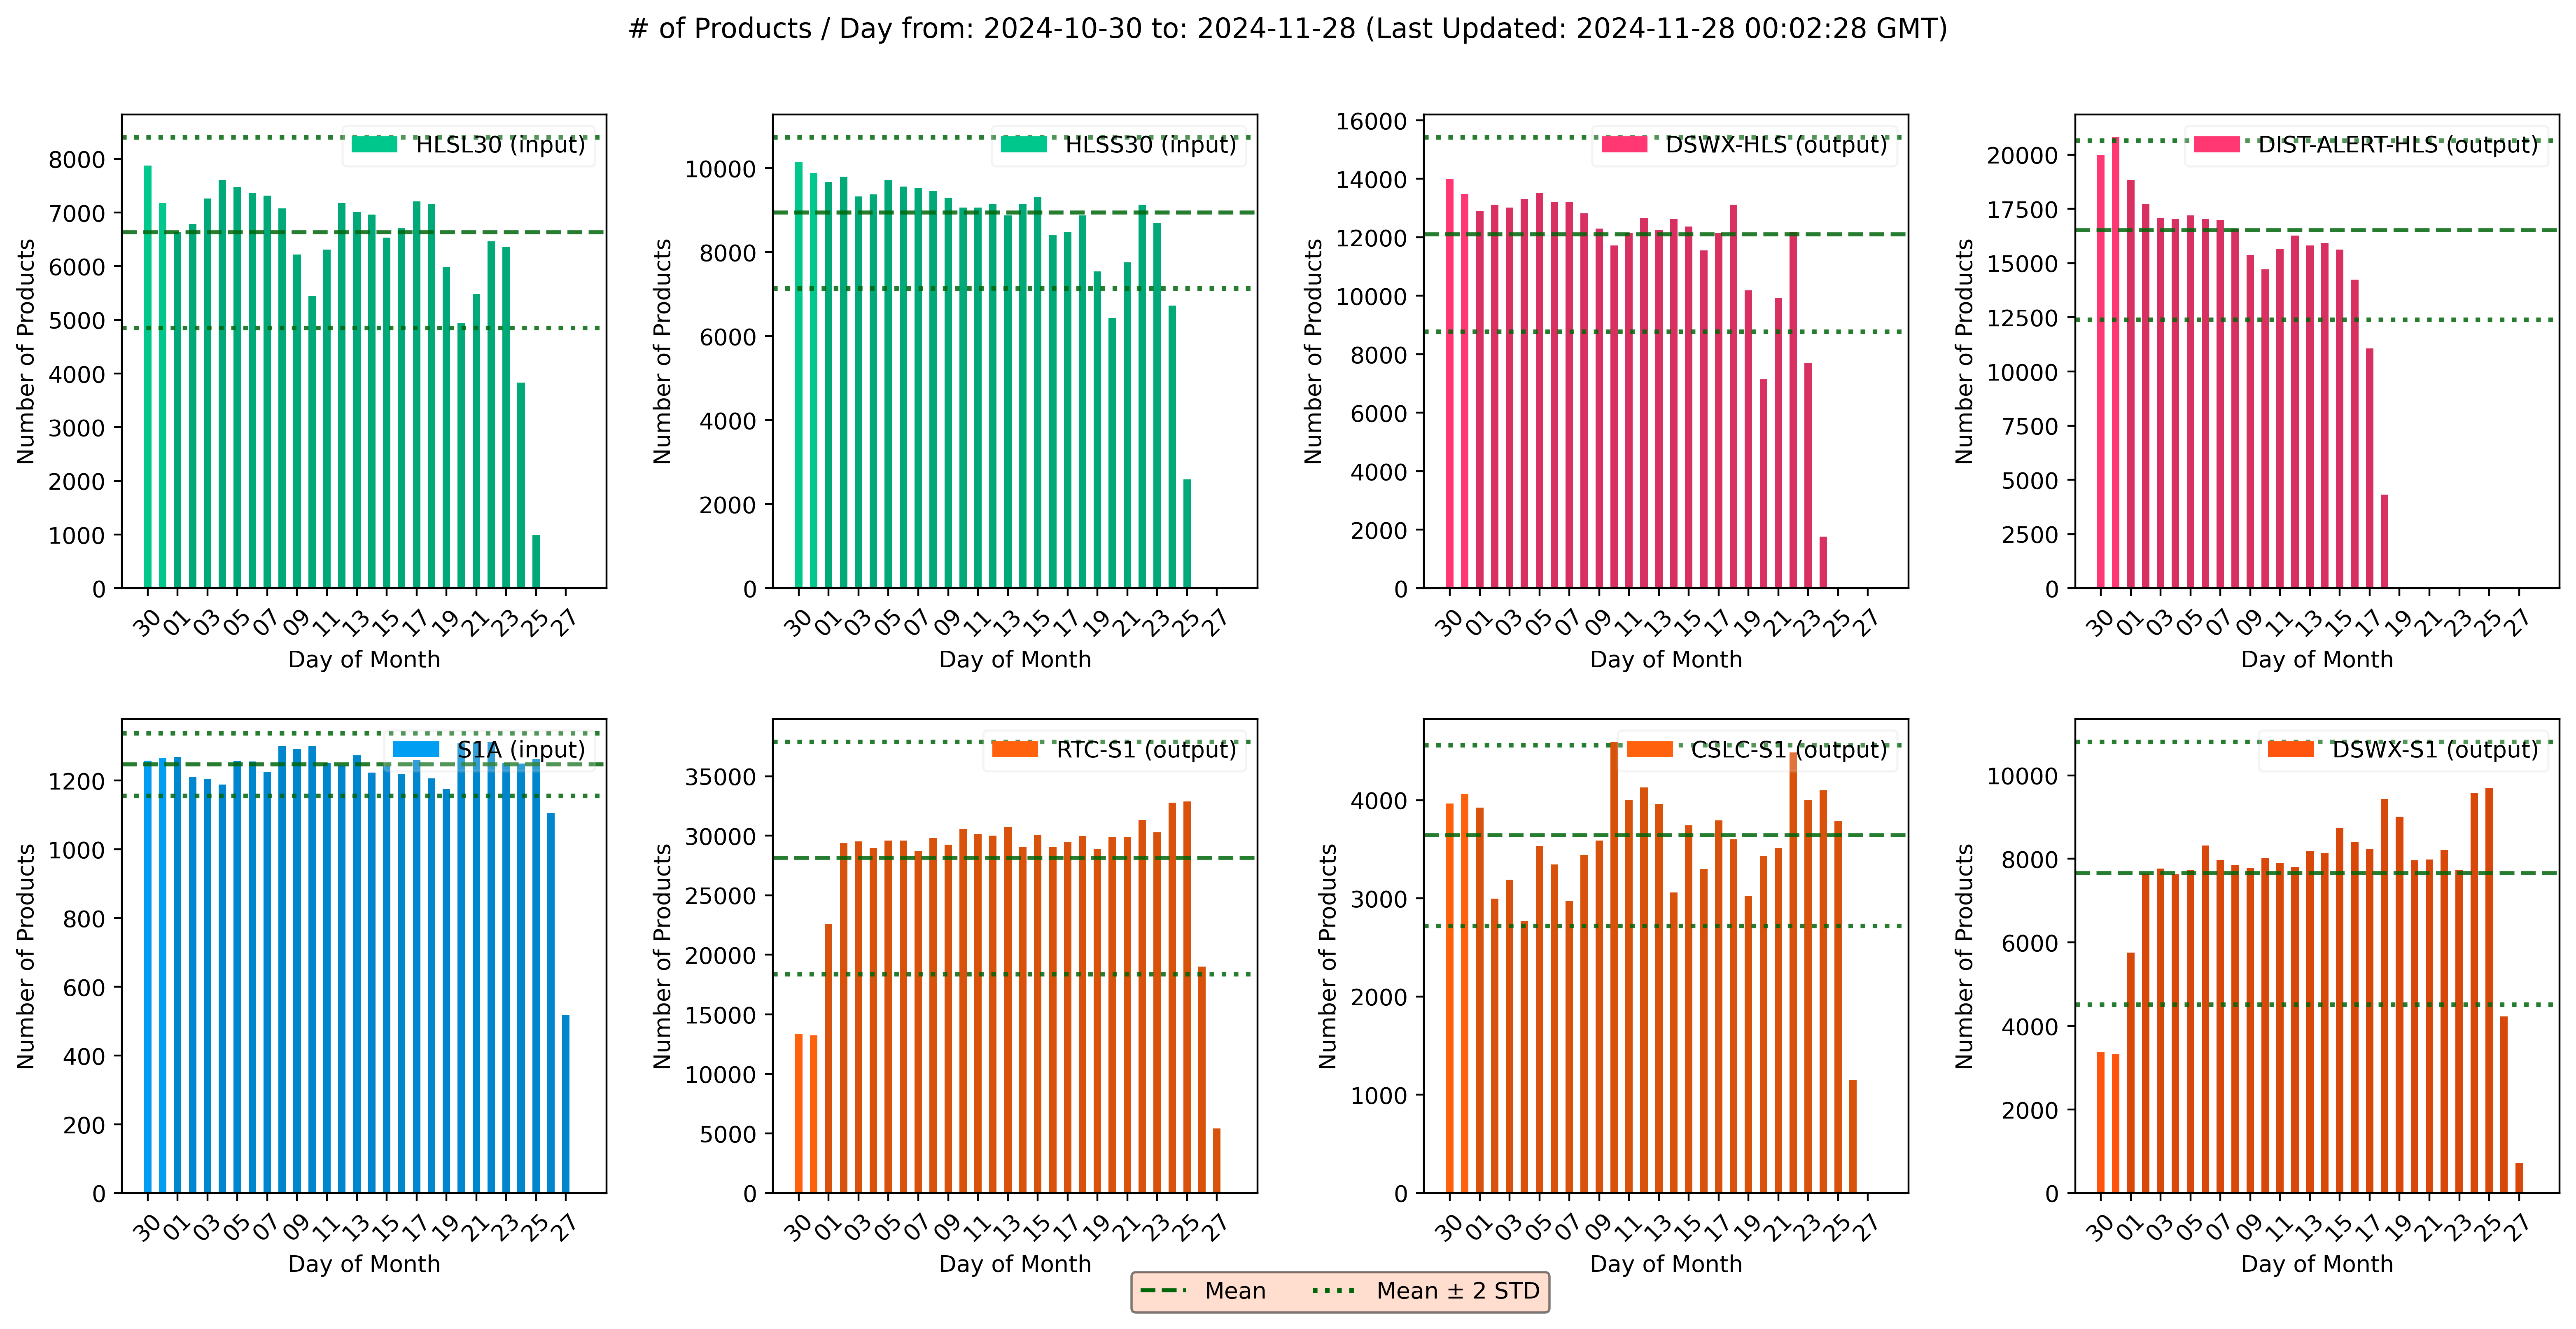 # of Products / Day from: 2024-10-30 to: 2024-11-28 (Last Updated: 2024-11-28 00:02:28 GMT)
HLSL30 (input)
Number of Products
8000
7000
6000
5000
4000
3000
2000
1000
0
30 01 03 05 07 09 11 13 15 17 19 21 23 25 27
Day of Month
HLSS30 (input)
Number of Products
10000
8000
6000
4000
2000
0
30 01 03 05 07 09 11 13 15 17 19 21 23 25 27
Day of Month
DSWX-HLS (output)
Number of Products
16000
14000
12000
10000
8000
6000
4000
2000
0
30 01 03 05 07 09 11 13 15 17 19 21 23 25 27
Day of Month
DIST-ALERT-HLS (output)
Number of Products
20000
17500
15000
12500
10000
7500
5000
2500
0
30 01 03 05 07 09 11 13 15 17 19 21 23 25 27
Day of Month
S1A (input)
Number of Products
1200
1000
800
600
400
200
0
30 01 03 05 07 09 11 13 15 17 19 21 23 25 27
Day of Month
RTC-S1 (output)
Number of Products
35000
30000
25000
20000
15000
10000
5000
0
30 01 03 05 07 09 11 13 15 17 19 21 23 25 27
Day of Month
CSLC-S1 (output)
Number of Products
4000
3000
2000
1000
0
30 01 03 05 07 09 11 13 15 17 19 21 23 25 27
Day of Month
DSWX-S1 (output)
Number of Products
10000
8000
6000
4000
2000
0
30 01 03 05 07 09 11 13 15 17 19 21 23 25 27
Day of Month
Mean
Mean ± 2 STD